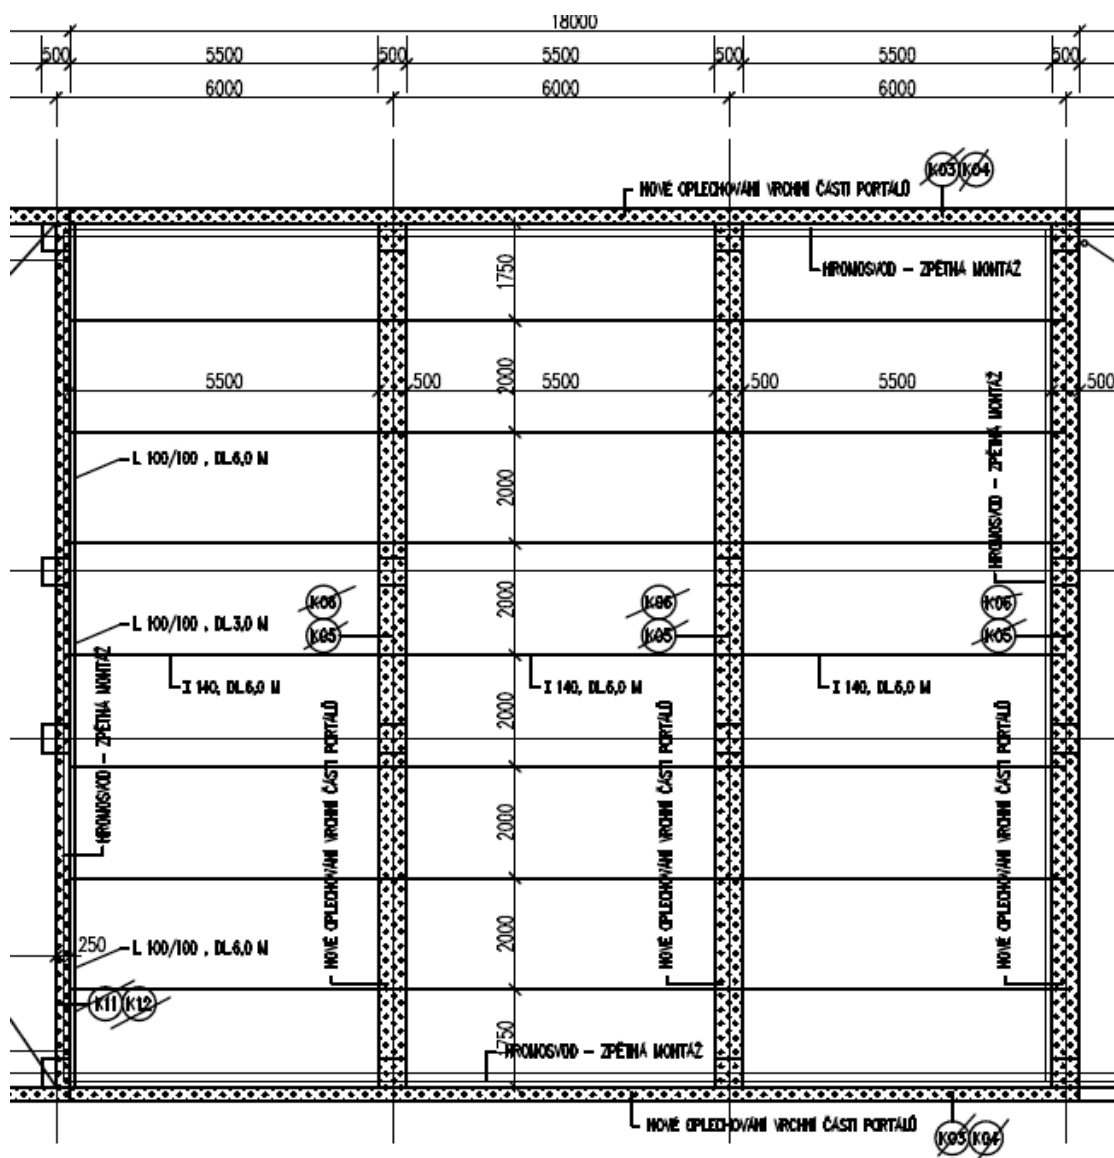 18000
500 5500 500 5500 500 5500 500
6000 6000 6000
K03 K04
NOVÉ OPLECHOVÁNÍ VRCHNÍ ČÁSTI PORTÁLŮ
HROMOSVOD – ZPĚTNÁ MONTÁŽ
1750
2000
5500 500 5500 500 5500 500
HROMOSVOD – ZPĚTNÁ MONTÁŽ
L 100/100 , DL.6,0 M
2000
2000
K06 K06 K06
K05 K05 K05
L 100/100 , DL.3,0 M
HROMOSVOD – ZPĚTNÁ MONTÁŽ
I 140, DL.6,0 M I 140, DL.6,0 M I 140, DL.6,0 M
2000
NOVÉ OPLECHOVÁNÍ VRCHNÍ ČÁSTI PORTÁLŮ
NOVÉ OPLECHOVÁNÍ VRCHNÍ ČÁSTI PORTÁLŮ
NOVÉ OPLECHOVÁNÍ VRCHNÍ ČÁSTI PORTÁLŮ
2000
2000
250
L 100/100 , DL.6,0 M
K11 K12
1750
HROMOSVOD – ZPĚTNÁ MONTÁŽ
NOVÉ OPLECHOVÁNÍ VRCHNÍ ČÁSTI PORTÁLŮ
K03 K04